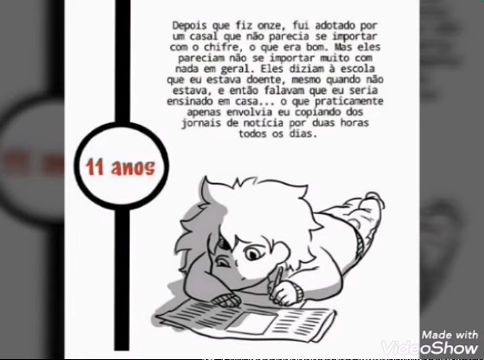 Depois que fiz onze, fui adotado por
um casal que não parecia se importar
com o chifre, o que era bom. Mas eles
pareciam não se importar muito com
nada em geral. Eles diziam à escola
que eu estava doente, mesmo quando não
estava, e então falavam que eu seria
ensinado em casa... o que praticamente
apenas envolvia eu copiando dos
jornais de notícia por duas horas
todos os dias.
11 anos
Made with
VideoShow